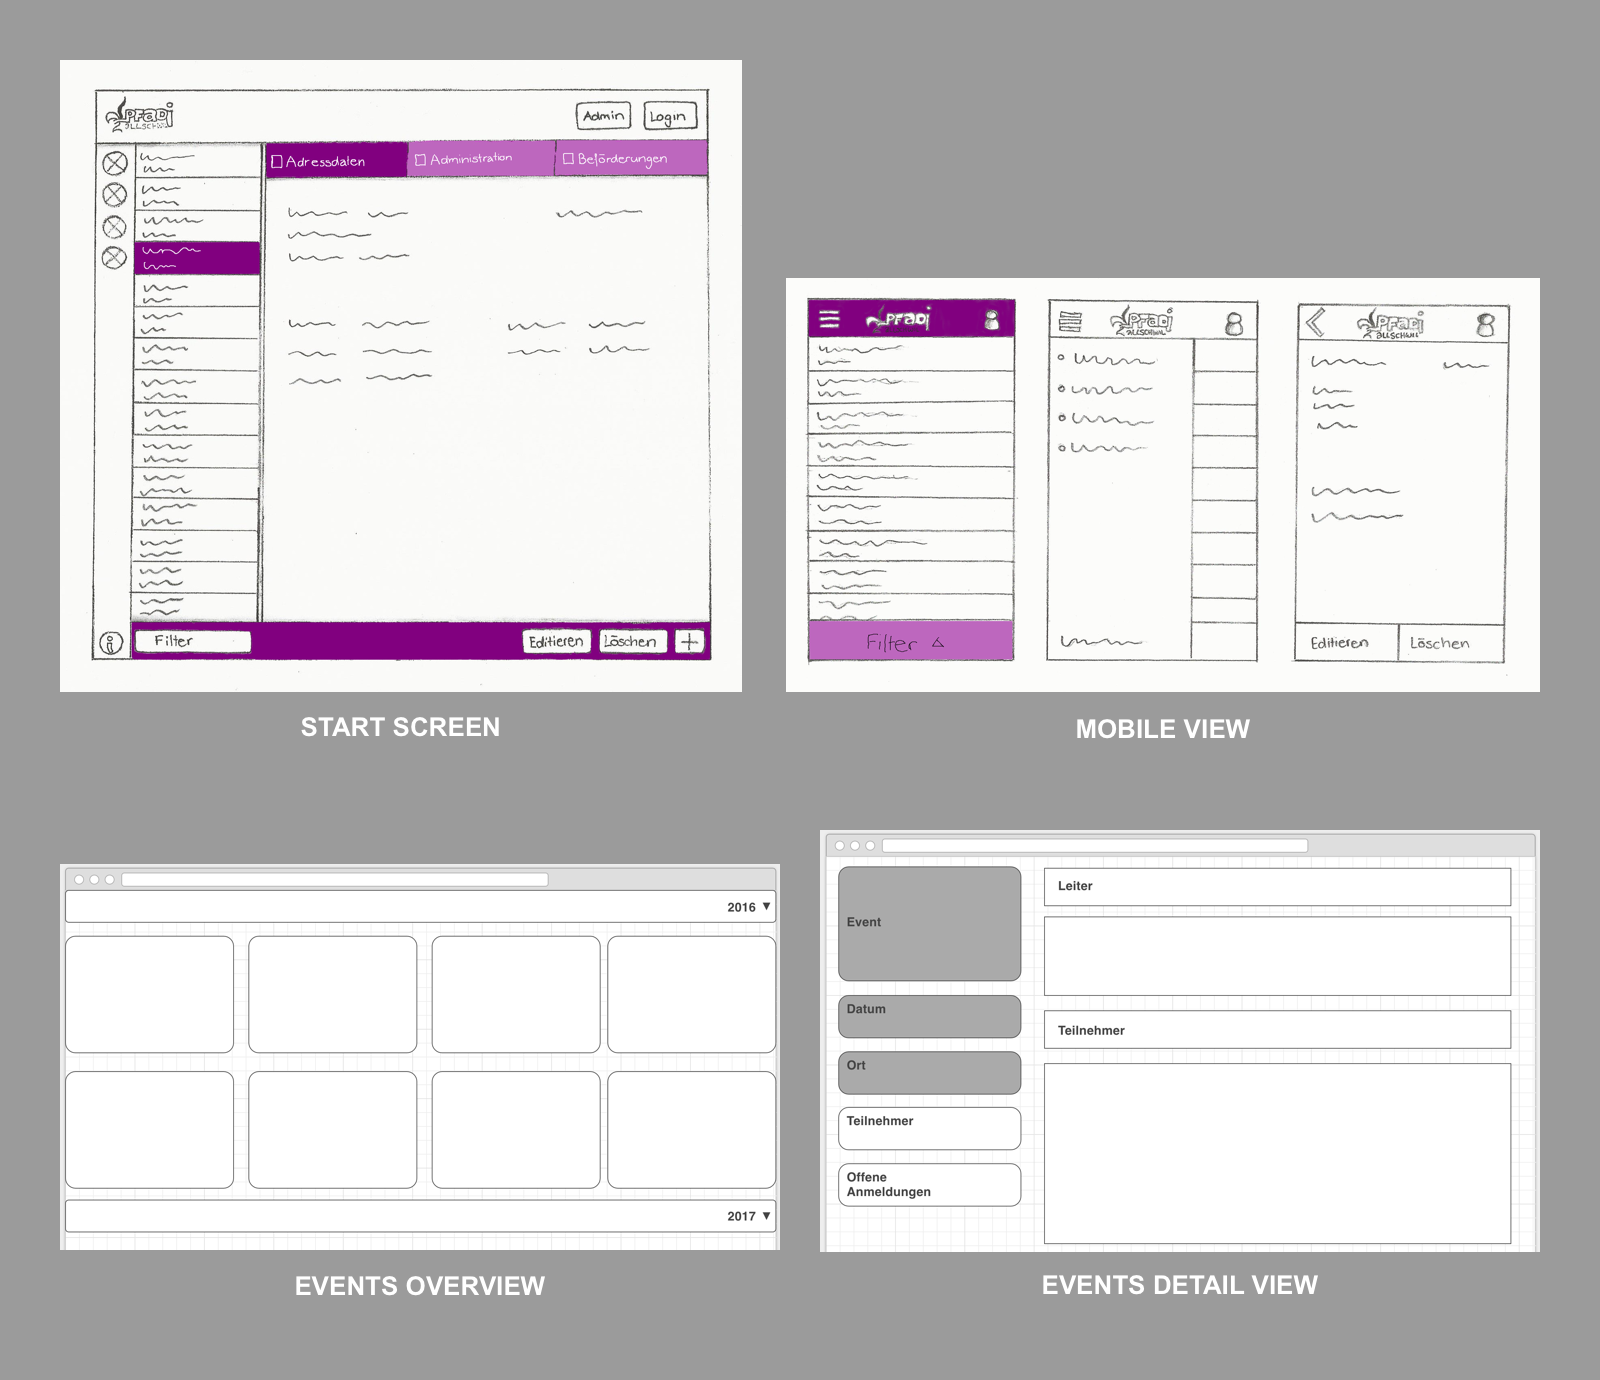 Pfadi
ALLSCHWIL
Admin
Login
Adressdaten
Administration
Beförderungen
Filter
Editieren
Löschen
START SCREEN
Pfadi
Filter
Pfadi
ALLSCHWIL
Pfadi
ALLSCHWIL
Editieren
Löschen
MOBILE VIEW
2016 ▼
2017 ▼
EVENTS OVERVIEW
Event
Datum
Ort
Teilnehmer
Offene
Anmeldungen
Leiter
Teilnehmer
EVENTS DETAIL VIEW